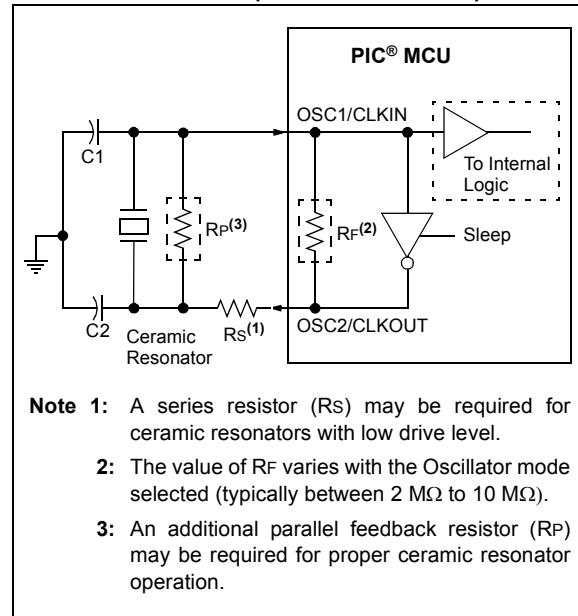 PIC® MCU
OSC1/CLKIN
C1
To Internal
Logic
RP(3)
RF(2)
Sleep
C2
Ceramic
Resonator
RS(1)
OSC2/CLKOUT
Note 1: A series resistor (RS) may be required for
ceramic resonators with low drive level.
2: The value of RF varies with the Oscillator mode
selected (typically between 2 MΩ to 10 MΩ).
3: An additional parallel feedback resistor (RP)
may be required for proper ceramic resonator
operation.